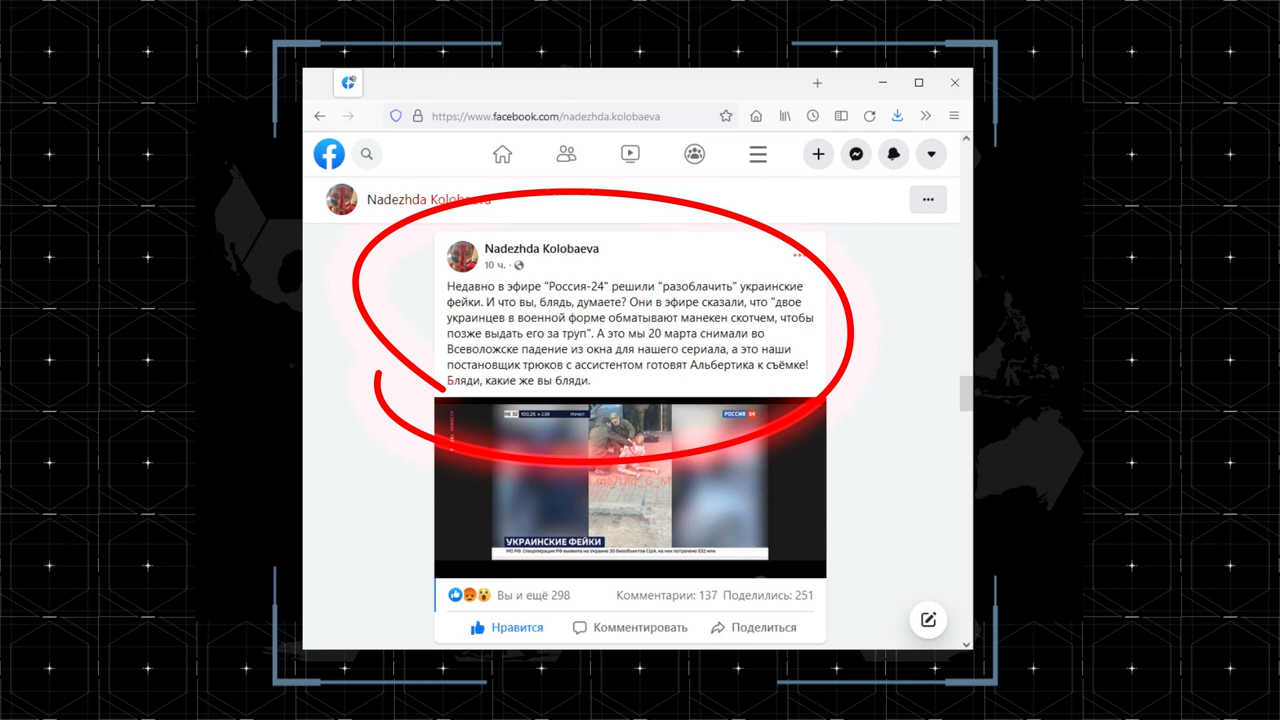 https://www.facebook.com/nadezhda.kolobaeva
Nadezhda Kolobaeva
Nadezhda Kolobaeva
10 ч. ·
Недавно в эфире "Россия-24" решили "разоблачить" украинские
фейки. И что вы, блядь, думаете? Они в эфире сказали, что "двое
украинцев в военной форме обматывают манекен скотчем, чтобы
позже выдать его за труп". А это мы 20 марта снимали во
Всеволожске падение из окна для нашего сериала, а это наши
постановщик трюков с ассистентом готовят Альбертика к съёмке!
Бляди, какие же вы бляди.
РОССИЯ 24
УКРАИНСКИЕ ФЕЙКИ
МО РФ: Спецоперация РФ выявила на Украине 30 биообъектов США, на них потрачено $32 млн
Вы и ещё 298
Комментарии: 137 Поделились: 251
Нравится
Комментировать
Поделиться